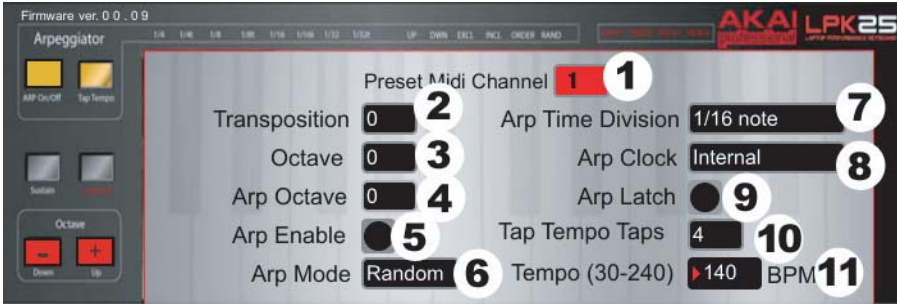 Firmware ver. 0 0 . 0 9
Arpeggiator
1/4 1/4t 1/8 1/8t 1/16 1/16t 1/32 1/32t UP DWN EXCL INCL ORDER RAND
AKAI professional LPK25
LAPTOP PERFORMANCE KEYBOARD
ARP On/Off Tap Tempo
Preset Midi Channel 1 1
Transposition 0 2 Arp Time Division 1/16 note 7
Octave 0 3 Arp Clock Internal 8
Arp Octave 0 4 Arp Latch 9
Arp Enable 5 Tap Tempo Taps 4 10
Arp Mode Random 6 Tempo (30-240) 140 BPM 11
Sustain
Octave
- +
Down Up